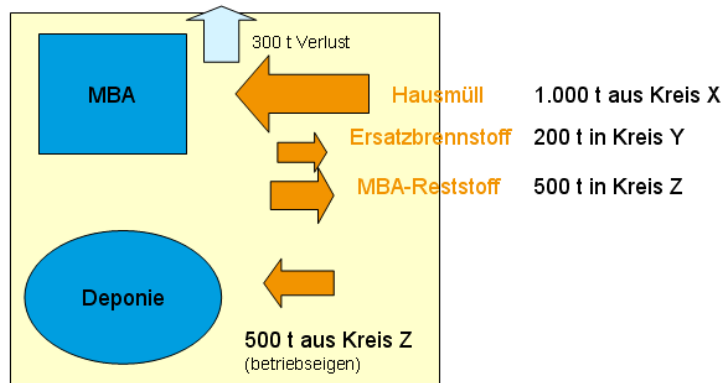 300 t Verlust
MBA
Hausmüll 1.000 t aus Kreis X
Ersatzbrennstoff 200 t in Kreis Y
MBA-Reststoff 500 t in Kreis Z
Deponie
500 t aus Kreis Z
(betriebseigen)